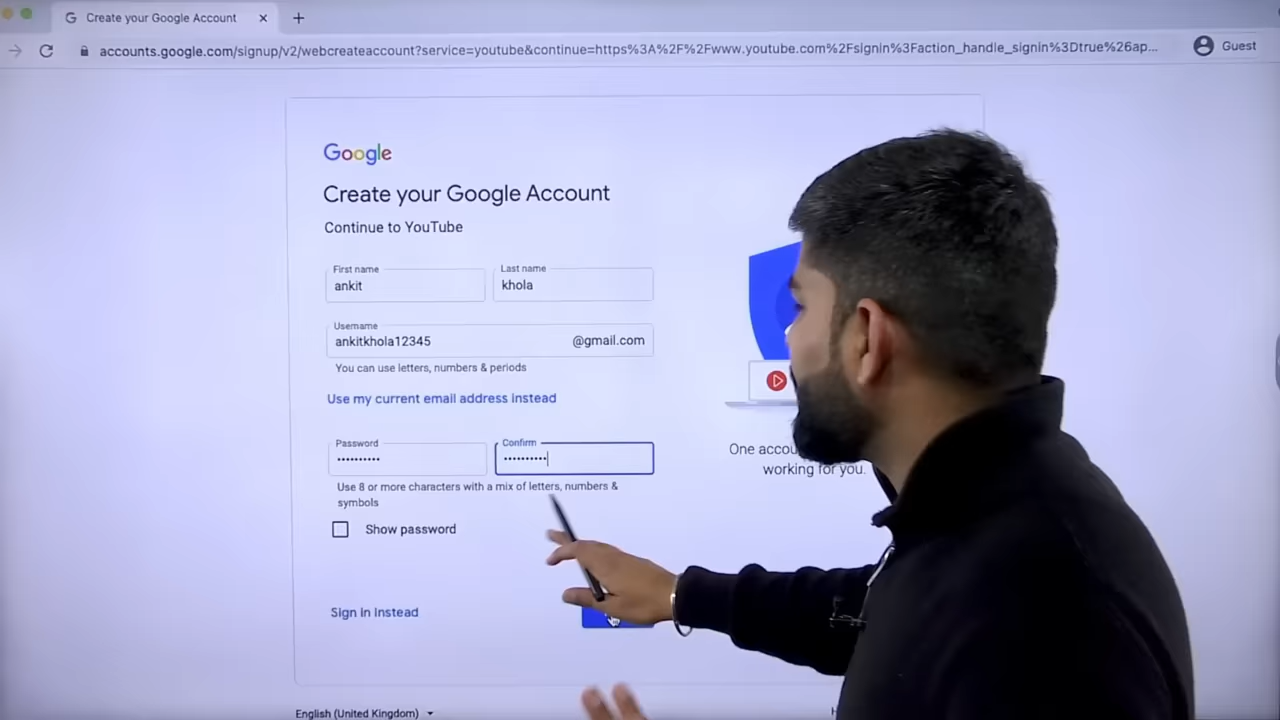 Create your Google Account
accounts.google.com/signup/v2/webcreateaccount?service=youtube&continue=https%3A%2F%2Fwww.youtube.com%2Fsignin%3Faction_handle_signin%3Dtrue%26ap...
Guest
Google
Create your Google Account
Continue to YouTube
First name
ankit
Last name
khola
Username
ankitkhola12345
@gmail.com
You can use letters, numbers & periods
Use my current email address instead
Password
••••••••••
Confirm
••••••••••
Use 8 or more characters with a mix of letters, numbers &
symbols
Show password
One
working for you.
Sign in instead
English (United Kingdom)